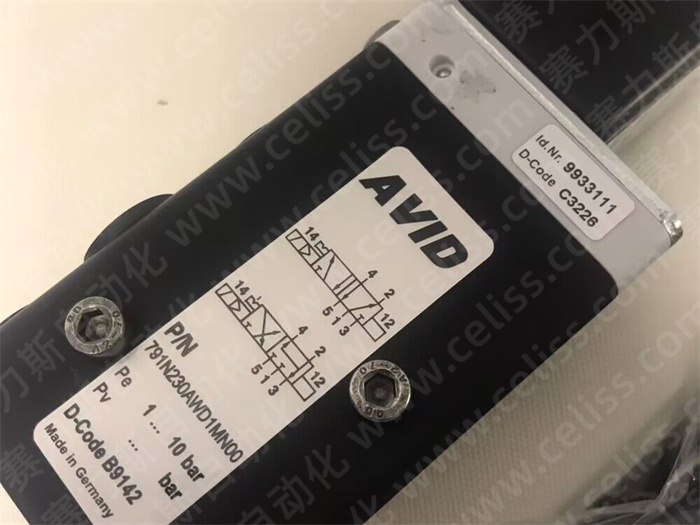 AVID
14 4 2
5 1 3 12
14 4 2
5 1 3 12
P/N
791N230AWD1MN00
Pe 1 ... 10 bar
Pv ... bar
D-Code B9142
Made in Germany
Id.Nr. 9933111
D-Code C3226
赛力斯自动化 www.celiss.com